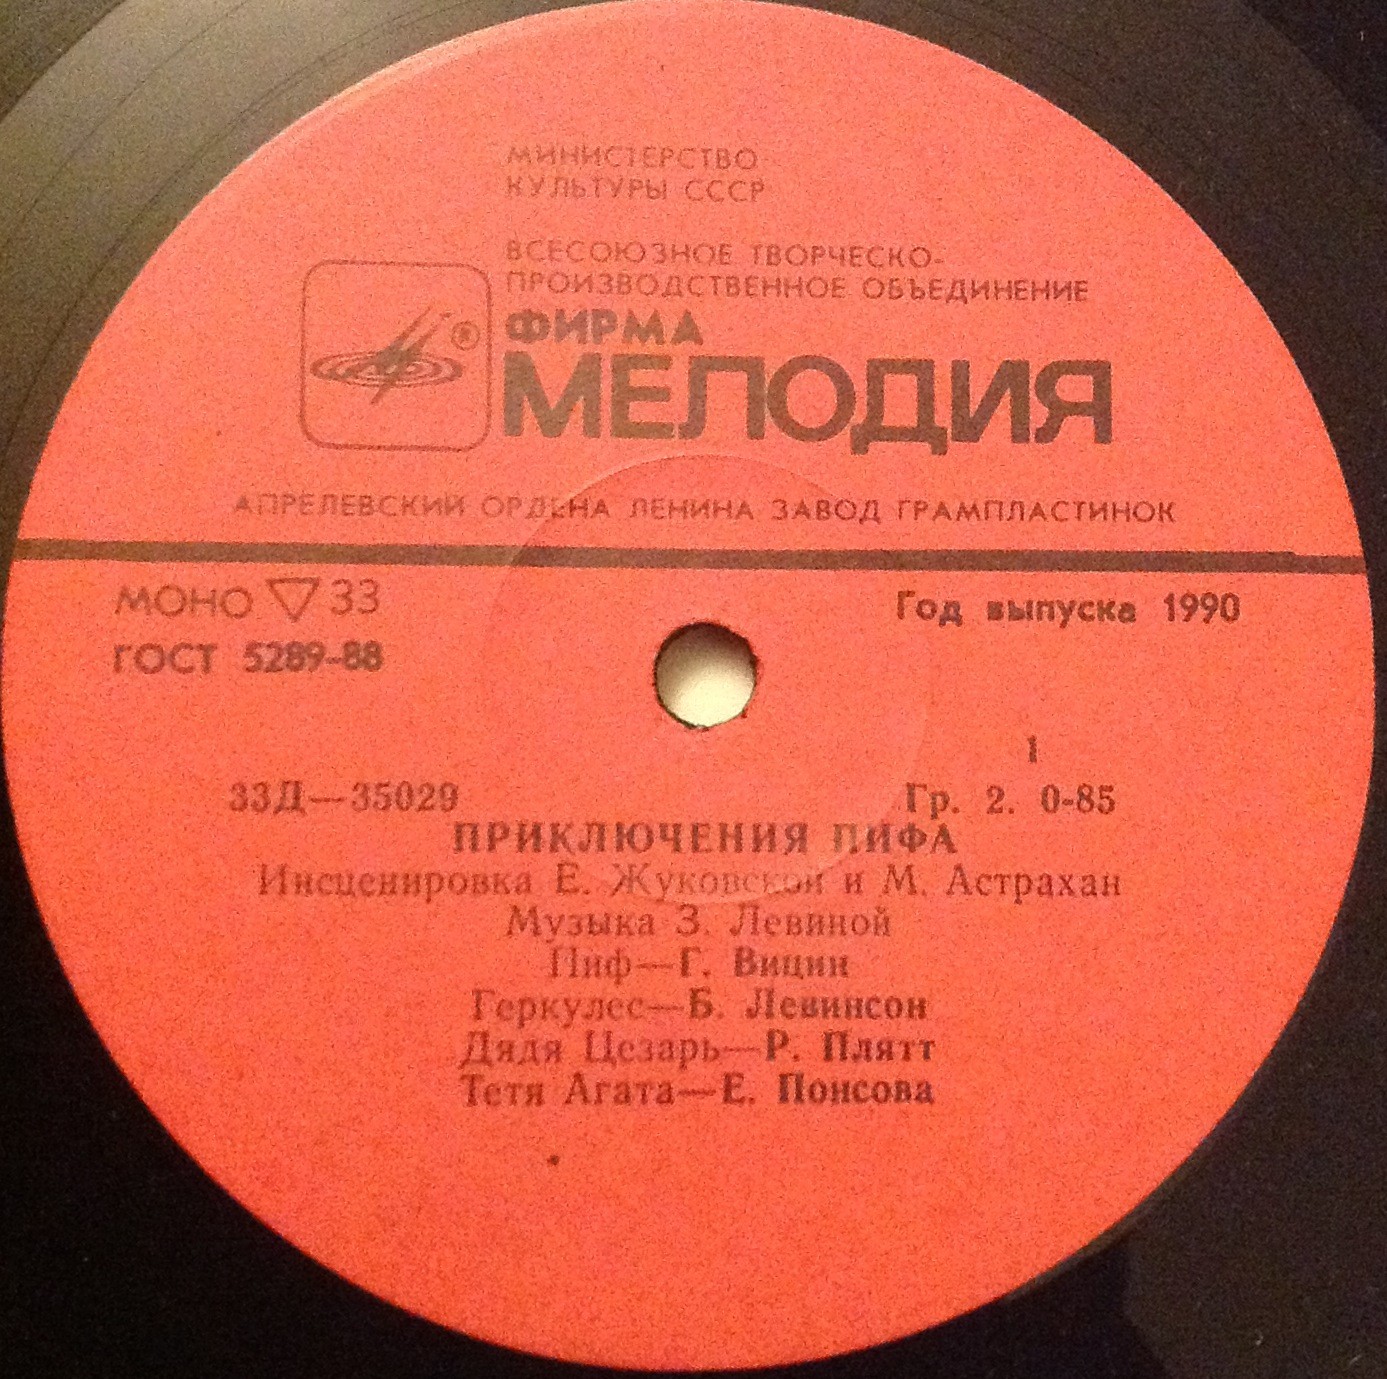 МИНИСТЕРСТВО
КУЛЬТУРЫ СССР
ВСЕСОЮЗНОЕ ТВОРЧЕСКО-
ПРОИЗВОДСТВЕННОЕ ОБЪЕДИНЕНИЕ
ФИРМА
®
МЕЛОДИЯ
АПРЕЛЕВСКИЙ ОРДЕНА ЛЕНИНА ЗАВОД ГРАМПЛАСТИНОК
МОНО ▽ 33
Год выпуска 1990
ГОСТ 5289-88
1
33Д—35029
Гр. 2. 0-85
ПРИКЛЮЧЕНИЯ ПИФА
Инсценировка Е. Жуковской и М. Астрахан
Музыка З. Левиной
Пиф—Г. Вицин
Геркулес—Б. Левинсон
Дядя Цезарь—Р. Плятт
Тетя Агата—Е. Понсова